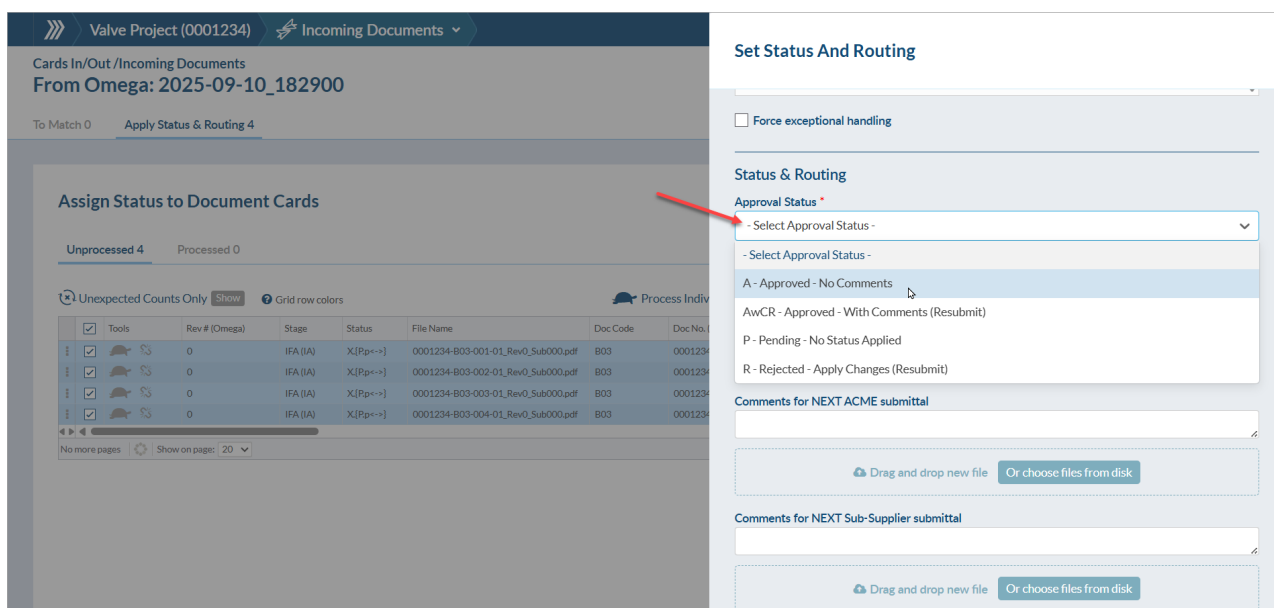 Valve Project (0001234)
Incoming Documents
Cards In/Out /Incoming Documents
From Omega: 2025-09-10_182900
To Match 0
Apply Status & Routing 4
Assign Status to Document Cards
Unprocessed 4
Processed 0
Unexpected Counts Only Show
Grid row colors
Process Indiv
Tools Rev # (Omega) Stage Status File Name Doc Code Doc No. (
0 IFA (IA) X,[P,p<->] 0001234-B03-001-01_Rev0_Sub000.pdf B03 0001234
0 IFA (IA) X,[P,p<->] 0001234-B03-002-01_Rev0_Sub000.pdf B03 0001234
0 IFA (IA) X,[P,p<->] 0001234-B03-003-01_Rev0_Sub000.pdf B03 0001234
0 IFA (IA) X,[P,p<->] 0001234-B03-004-01_Rev0_Sub000.pdf B03 0001234
No more pages Show on page: 20
Set Status And Routing
Force exceptional handling
Status & Routing
Approval Status *
- Select Approval Status -
- Select Approval Status -
A - Approved - No Comments
AwCR - Approved - With Comments (Resubmit)
P - Pending - No Status Applied
R - Rejected - Apply Changes (Resubmit)
Comments for NEXT ACME submittal
Drag and drop new file Or choose files from disk
Comments for NEXT Sub-Supplier submittal
Drag and drop new file Or choose files from disk